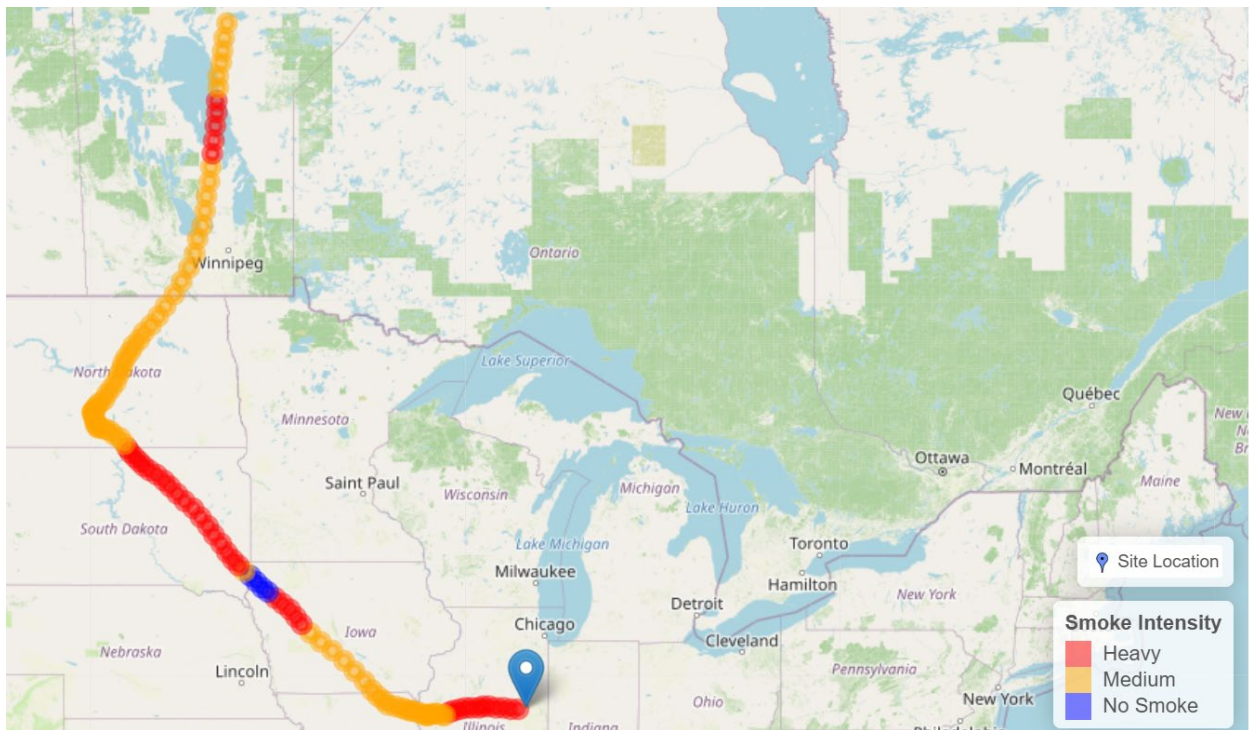 Winnipeg
Ontario
Lake Superior
North Dakota
Québec
Minnesota
Ottawa
Montréal
Saint Paul
Wisconsin
Michigan
Maine
Lake Huron
South Dakota
Lake Michigan
Toronto
Milwaukee
Hamilton
New York
Detroit
Chicago
Cleveland
Iowa
Nebraska
Lincoln
Pennsylvania
Ohio
New York
Illinois
Indiana
Site Location
Smoke Intensity
Heavy
Medium
No Smoke